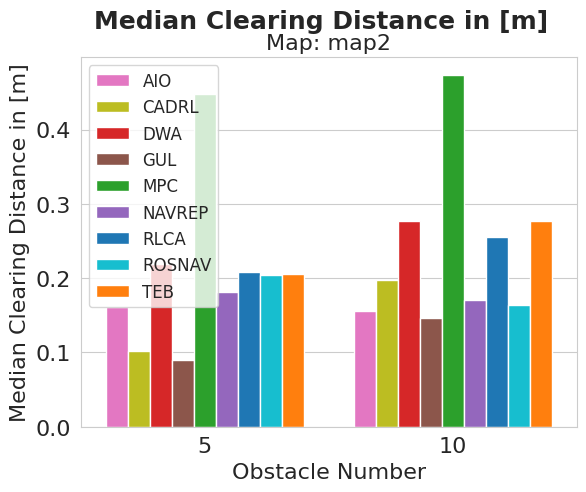 Median Clearing Distance in [m]
Map: map2
Median Clearing Distance in [m]
0.4
0.3
0.2
0.1
0.0
AIO
CADRL
DWA
GUL
MPC
NAVREP
RLCA
ROSNAV
TEB
5
10
Obstacle Number